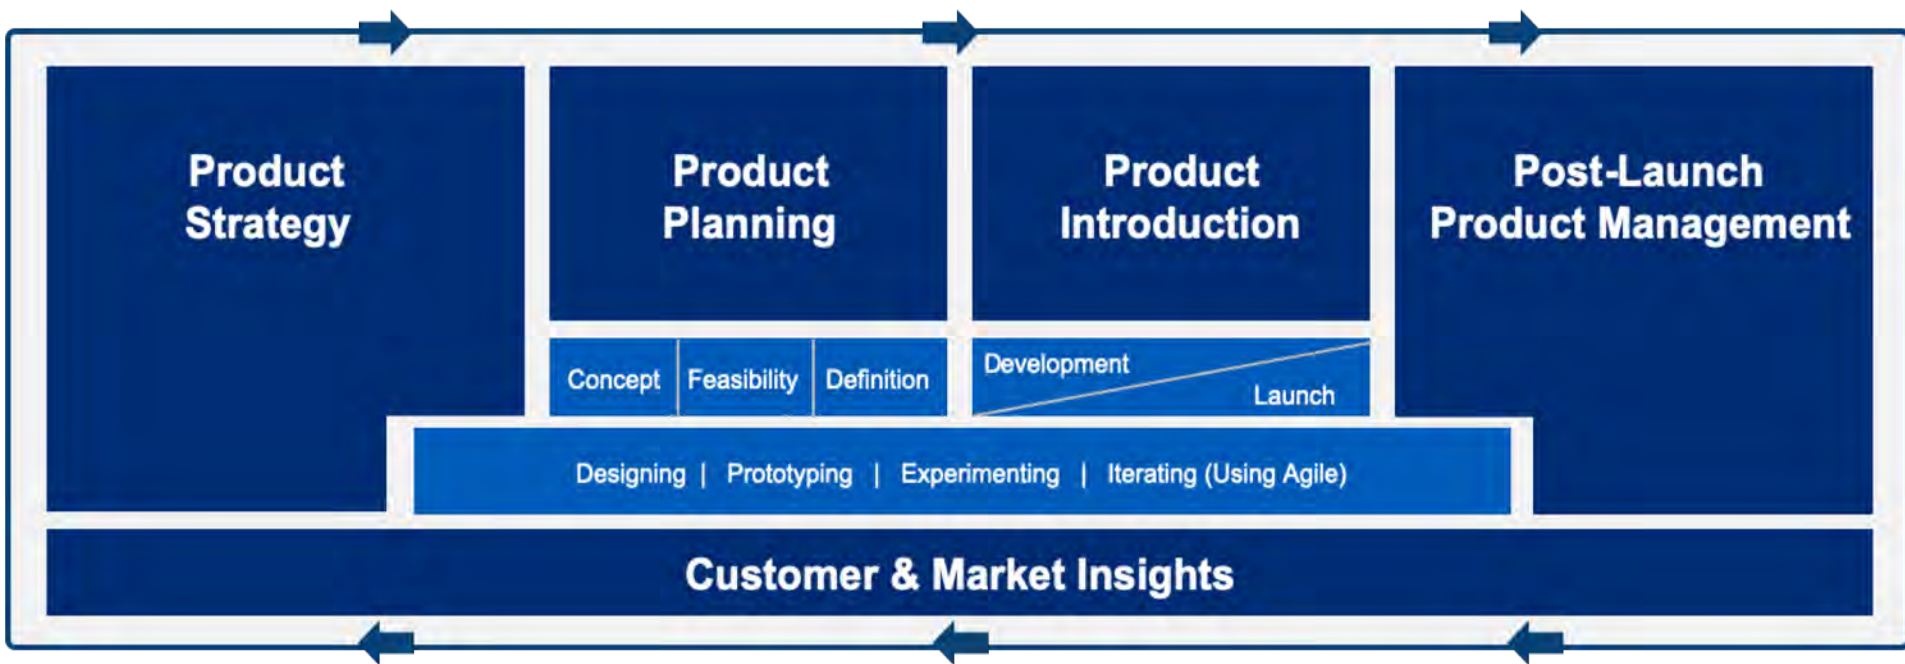 Product
Strategy
Product
Planning
Product
Introduction
Post-Launch
Product Management
Concept
Feasibility
Definition
Development
Launch
Designing | Prototyping | Experimenting | Iterating (Using Agile)
Customer & Market Insights